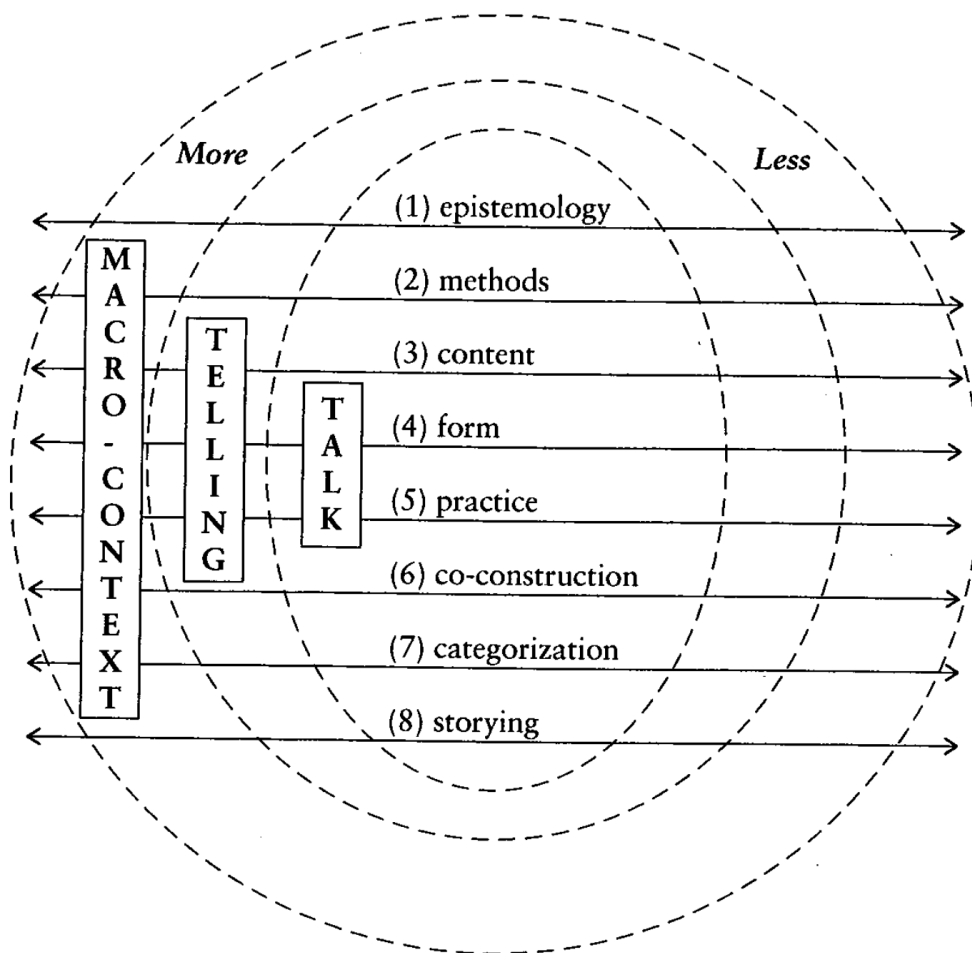 More
Less
(1) epistemology
(2) methods
(3) content
(4) form
(5) practice
(6) co-construction
(7) categorization
(8) storying
MACRO-CONTEXT
TELLING
TALK